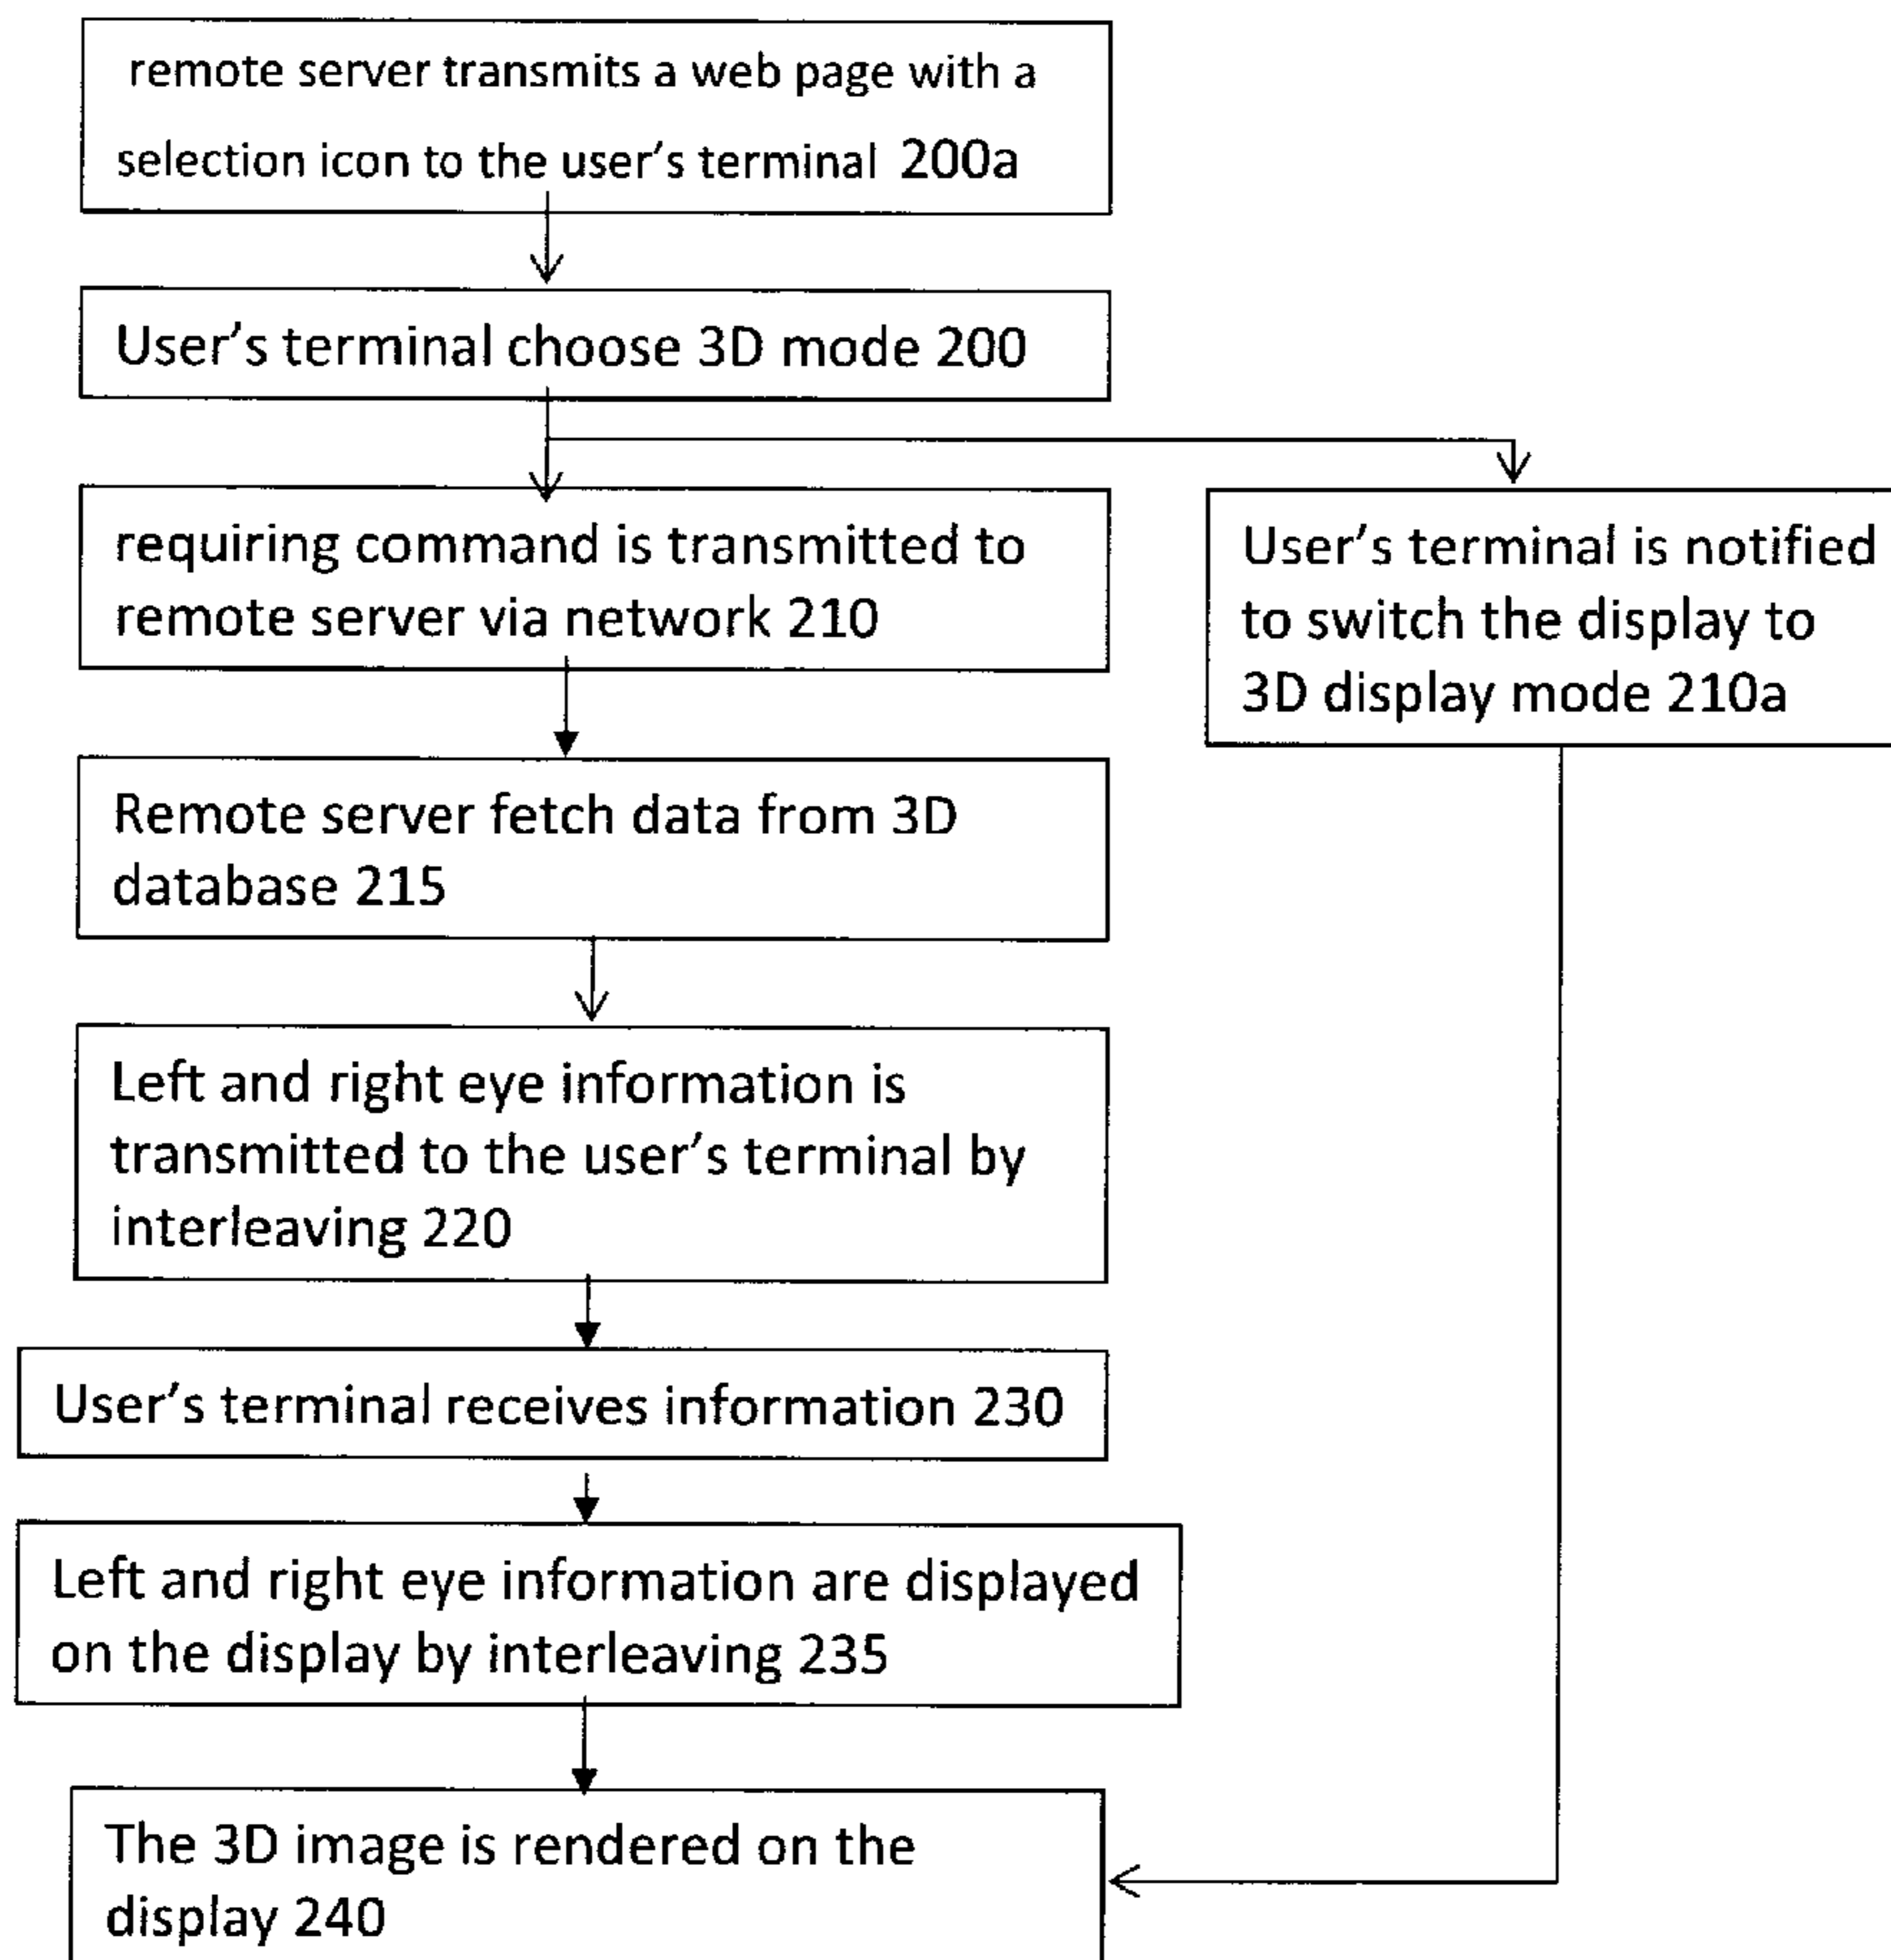 remote server transmits a web page with a
selection icon to the user's terminal 200a
User's terminal choose 3D mode 200
requiring command is transmitted to
remote server via network 210
User's terminal is notified
to switch the display to
3D display mode 210a
Remote server fetch data from 3D
database 215
Left and right eye information is
transmitted to the user's terminal by
interleaving 220
User's terminal receives information 230
Left and right eye information are displayed
on the display by interleaving 235
The 3D image is rendered on the
display 240